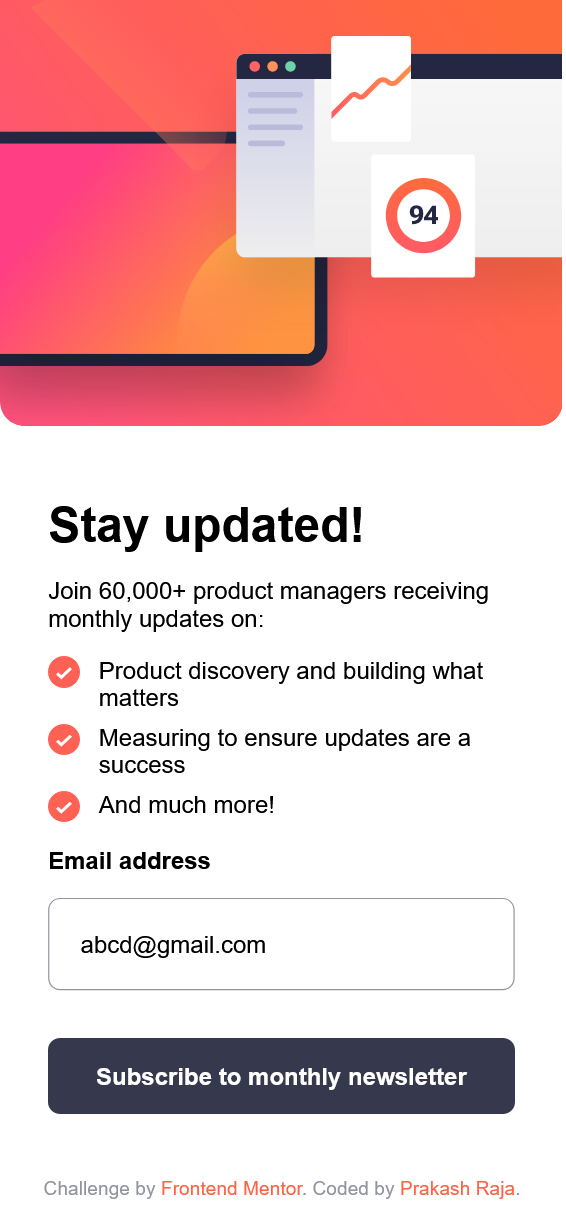 94
Stay updated!
Join 60,000+ product managers receiving
monthly updates on:
Product discovery and building what
matters
Measuring to ensure updates are a
success
And much more!
Email address
abcd@gmail.com
Subscribe to monthly newsletter
Challenge by Frontend Mentor. Coded by Prakash Raja.